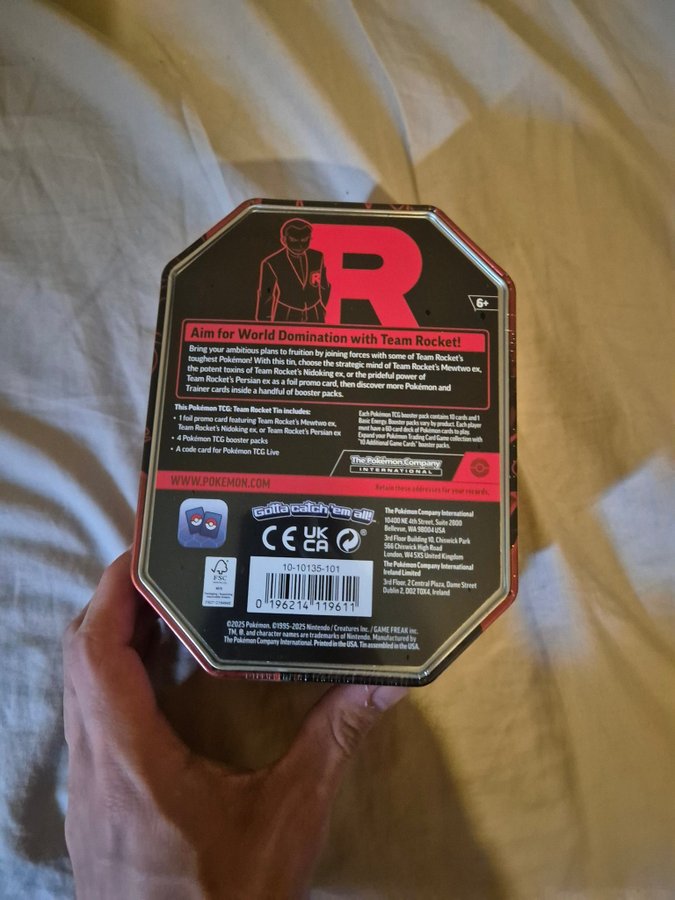 R
R
6+
Aim for World Domination with Team Rocket!
Bring your ambitious plans to fruition by joining forces with some of Team Rocket's
toughest Pokémon! With this tin, choose the strategic mind of Team Rocket's Mewtwo ex,
the potent toxins of Team Rocket's Nidoking ex, or the prideful power of
Team Rocket's Persian ex as a foil promo card, then discover more Pokémon and
Trainer cards inside a handful of booster packs.
This Pokémon TCG: Team Rocket Tin includes:
• 1 foil promo card featuring Team Rocket's Mewtwo ex,
Team Rocket's Nidoking ex, or Team Rocket's Persian ex
• 4 Pokémon TCG booster packs
• A code card for Pokémon TCG Live
Each Pokémon TCG booster pack contains 10 cards and 1
Basic Energy. Booster packs vary by product. Each player
must have a 60-card deck of Pokémon cards to play.
Expand your Pokémon Trading Card Game collection with
"10 Additional Game Cards" booster packs.
The Pokémon Company
INTERNATIONAL
WWW.POKEMON.COM
Retain these addresses for your records.
Gotta catch 'em all!
CE UK
CA
FSC
MIX
10-10135-101
0 196214 119611
The Pokémon Company International
10400 NE 4th Street, Suite 2800
Bellevue, WA 98004 USA
3rd Floor Building 10, Chiswick Park
566 Chiswick High Road
London, W4 5XS United Kingdom
The Pokémon Company International
Ireland Limited
3rd Floor, 2 Central Plaza, Dame Street
Dublin 2, D02 T0X4, Ireland
©2025 Pokémon. ©1995-2025 Nintendo / Creatures Inc. / GAME FREAK inc.
TM, ®, and character names are trademarks of Nintendo. Manufactured by
The Pokémon Company International. Printed in the USA. Tin assembled in the USA.